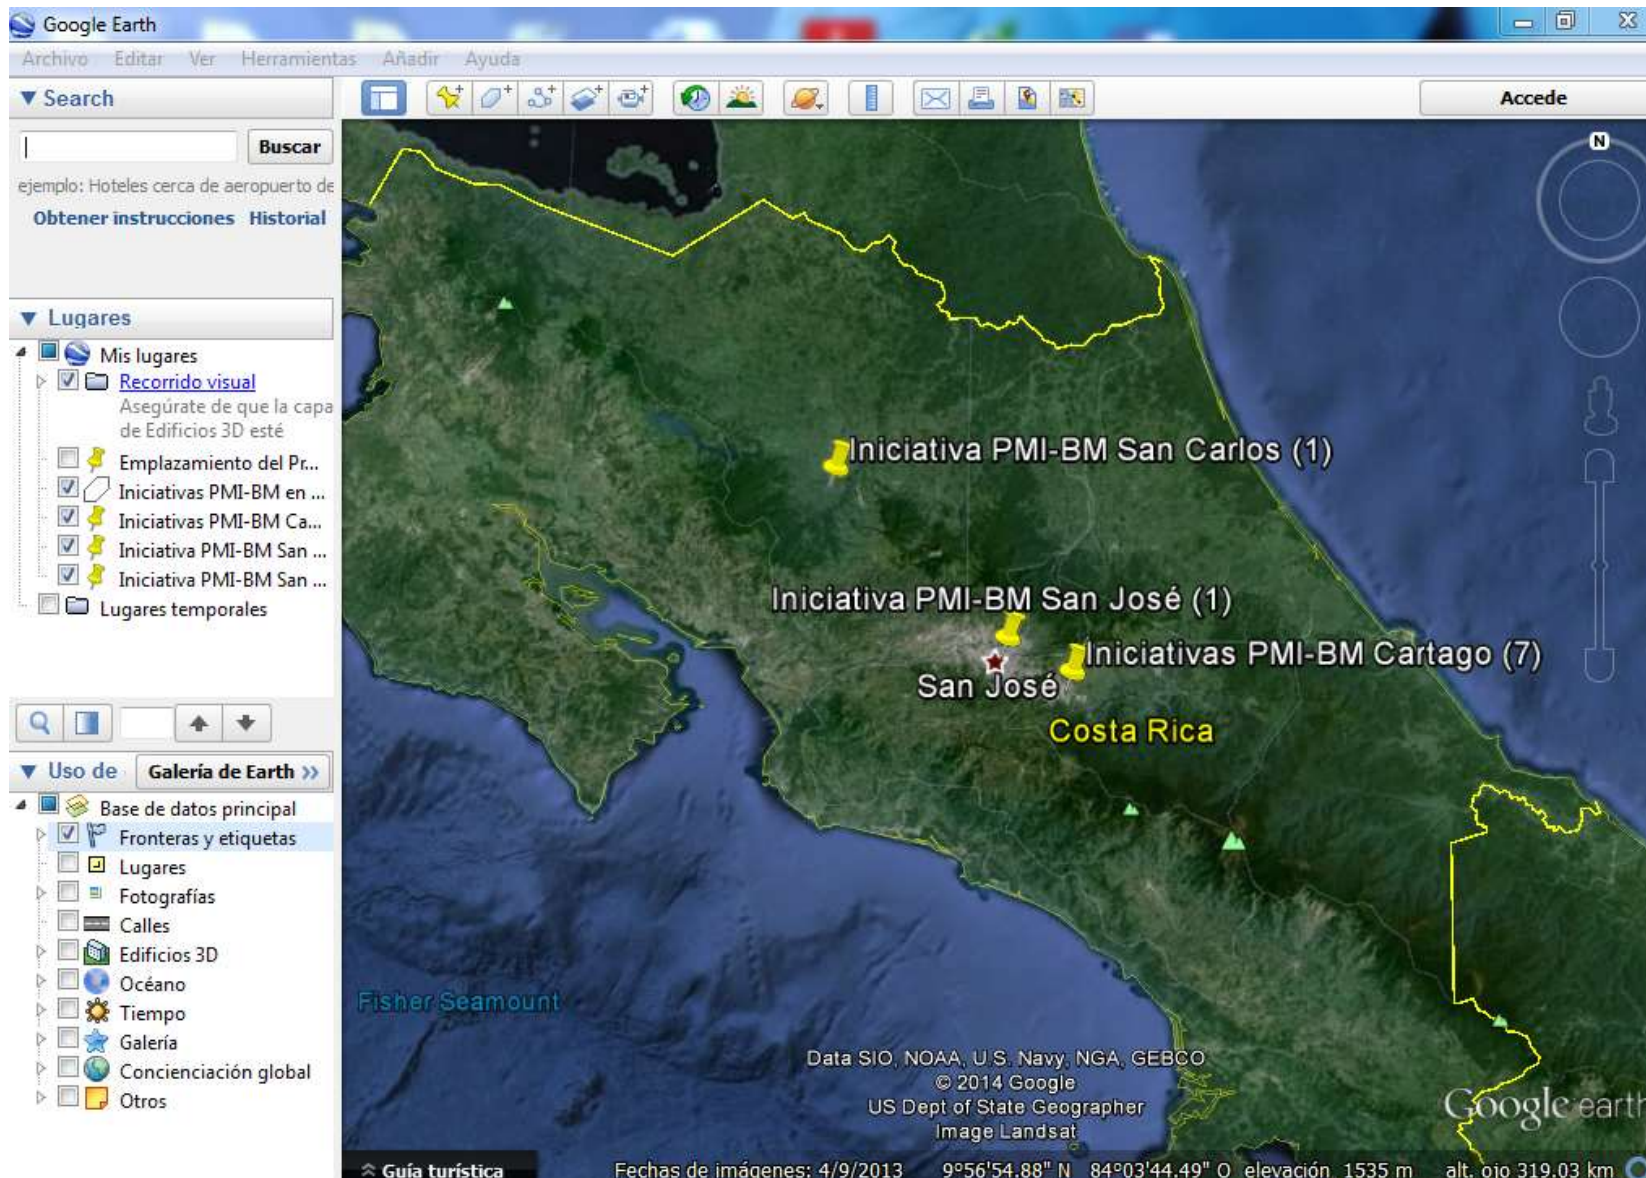 Google Earth
Archivo Editar Ver Herramientas Añadir Ayuda
Search
Buscar
ejemplo: Hoteles cerca de aeropuerto de
Obtener instrucciones Historial
Lugares
Mis lugares
Recorrido visual
Asegúrate de que la capa
de Edificios 3D esté
Emplazamiento del Pr...
Iniciativas PMI-BM en ...
Iniciativas PMI-BM Ca...
Iniciativa PMI-BM San ...
Iniciativa PMI-BM San ...
Lugares temporales
Uso de Galería de Earth >>
Base de datos principal
Fronteras y etiquetas
Lugares
Fotografías
Calles
Edificios 3D
Océano
Tiempo
Galería
Concienciación global
Otros
Accede
N
Iniciativa PMI-BM San Carlos (1)
Iniciativa PMI-BM San José (1)
Iniciativas PMI-BM Cartago (7)
San José
Costa Rica
Fisher Seamount
Data SIO, NOAA, U.S. Navy, NGA, GEBCO
© 2014 Google
US Dept of State Geographer
Image Landsat
Google earth
Guía turística
Fechas de imágenes: 4/9/2013 9°56'54.88" N 84°03'44.49" O elevación 1535 m alt. ojo 319.03 km